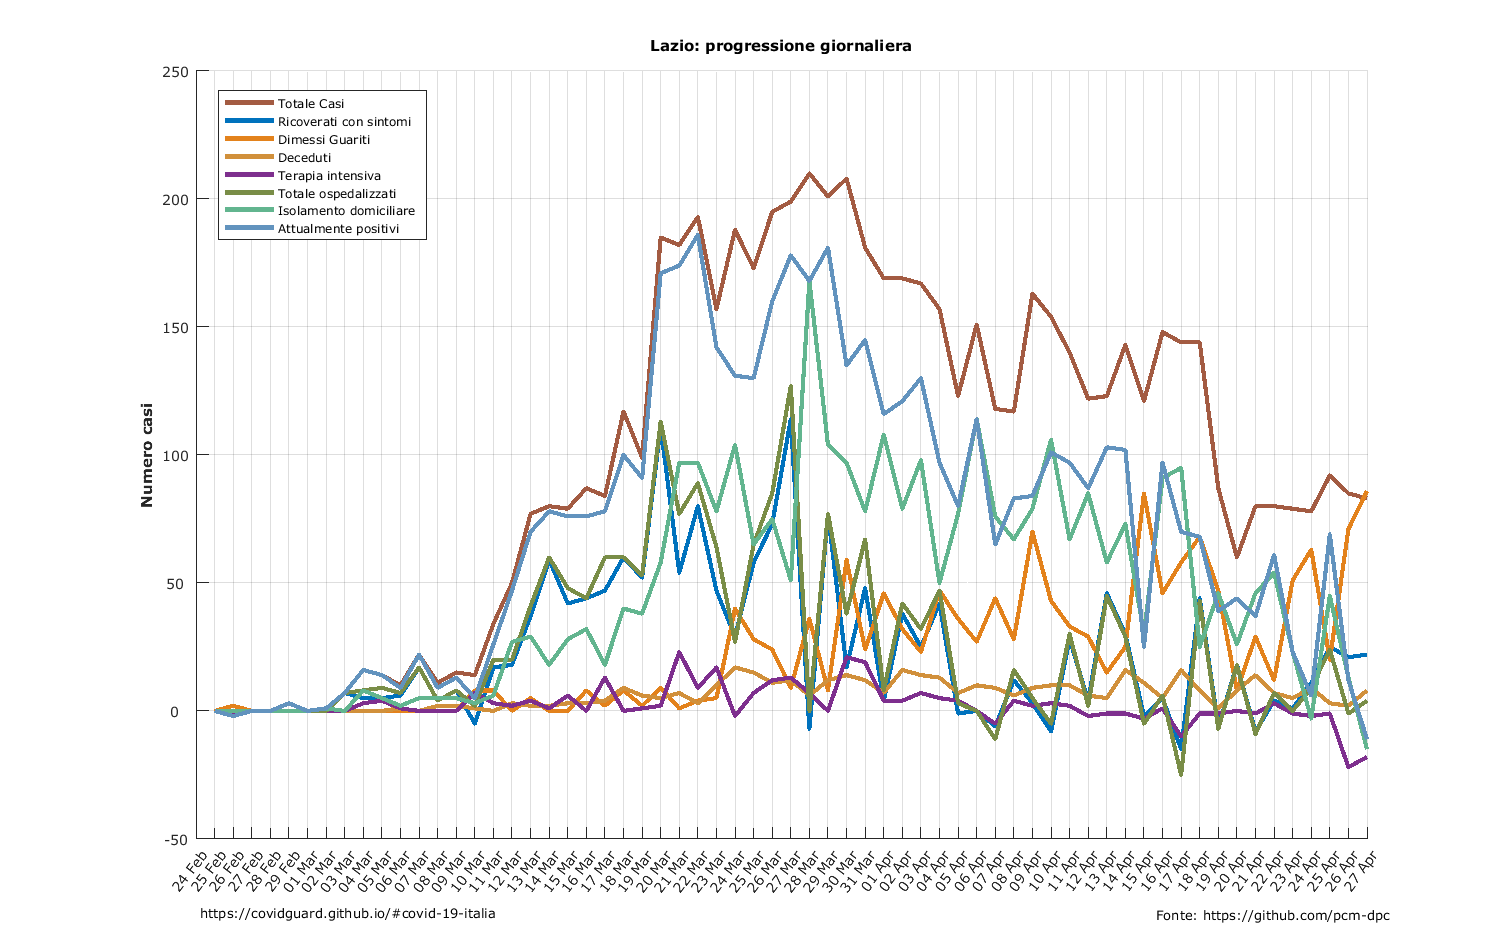 Lazio: progressione giornaliera
Numero casi
250
200
150
100
50
0
-50
Totale Casi
Ricoverati con sintomi
Dimessi Guariti
Deceduti
Terapia intensiva
Totale ospedalizzati
Isolamento domiciliare
Attualmente positivi
24 Feb
25 Feb
26 Feb
27 Feb
28 Feb
29 Feb
01 Mar
02 Mar
03 Mar
04 Mar
05 Mar
06 Mar
07 Mar
08 Mar
09 Mar
10 Mar
11 Mar
12 Mar
13 Mar
14 Mar
15 Mar
16 Mar
17 Mar
18 Mar
19 Mar
20 Mar
21 Mar
22 Mar
23 Mar
24 Mar
25 Mar
26 Mar
27 Mar
28 Mar
29 Mar
30 Mar
31 Mar
01 Apr
02 Apr
03 Apr
04 Apr
05 Apr
06 Apr
07 Apr
08 Apr
09 Apr
10 Apr
11 Apr
12 Apr
13 Apr
14 Apr
15 Apr
16 Apr
17 Apr
18 Apr
19 Apr
20 Apr
21 Apr
22 Apr
23 Apr
24 Apr
25 Apr
26 Apr
27 Apr
https://covidguard.github.io/#covid-19-italia
Fonte: https://github.com/pcm-dpc